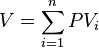 V = \sum_{i=1}^{n} PV_i